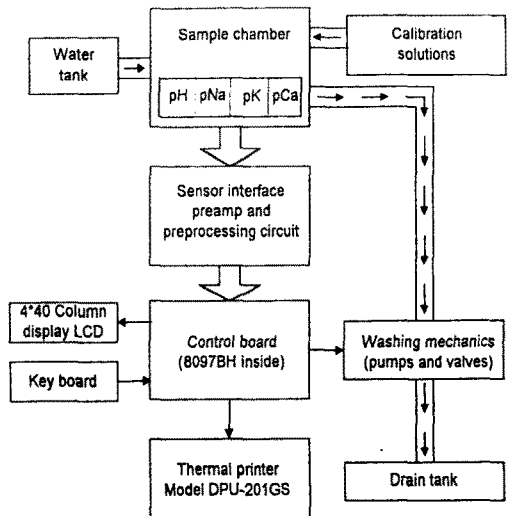 Water
tank
Sample chamber
Calibration
solutions
pH pNa pK pCa
Sensor interface
preamp and
preprocessing circuit
4*40 Column
display LCD
Key board
Control board
(8097BH inside)
Washing mechanics
(pumps and valves)
Thermal printer
Model DPU-201GS
Drain tank